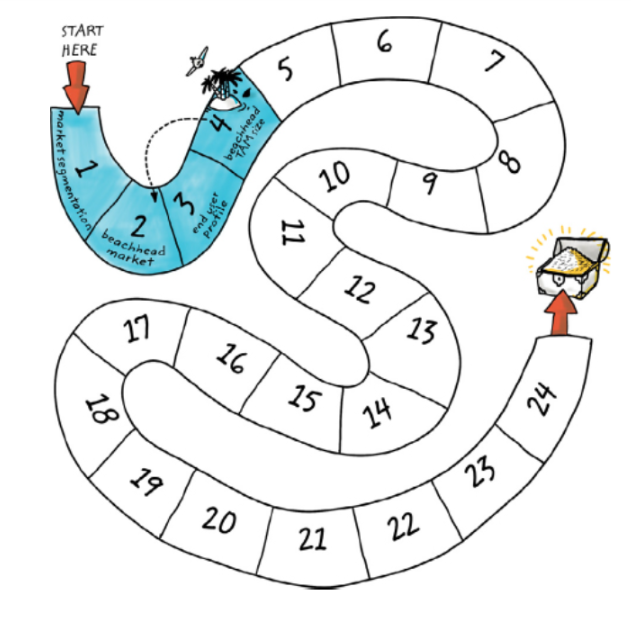 START
HERE
1
market segmentation
2
beachhead
market
3
end user
profile
4
beachhead
TAM size
5
6
7
8
9
10
11
12
13
14
15
16
17
18
19
20
21
22
23
24